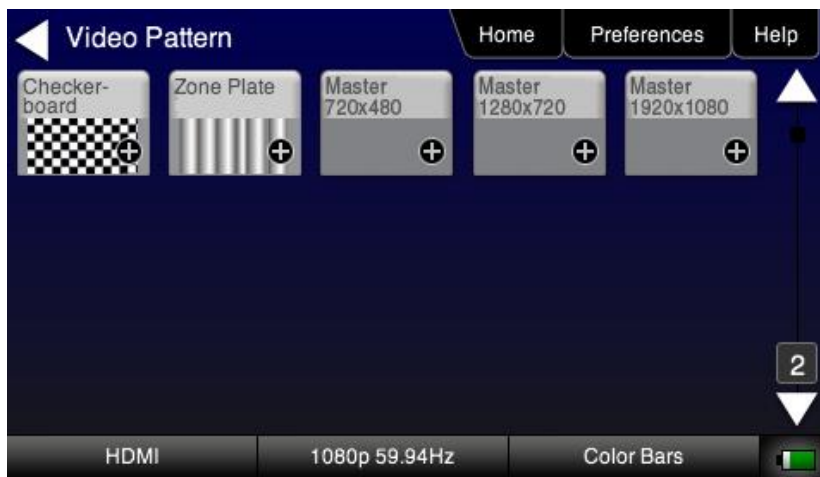 Video Pattern
Home
Preferences
Help
Checker-
board
Zone Plate
Master
720x480
Master
1280x720
Master
1920x1080
2
HDMI
1080p 59.94Hz
Color Bars